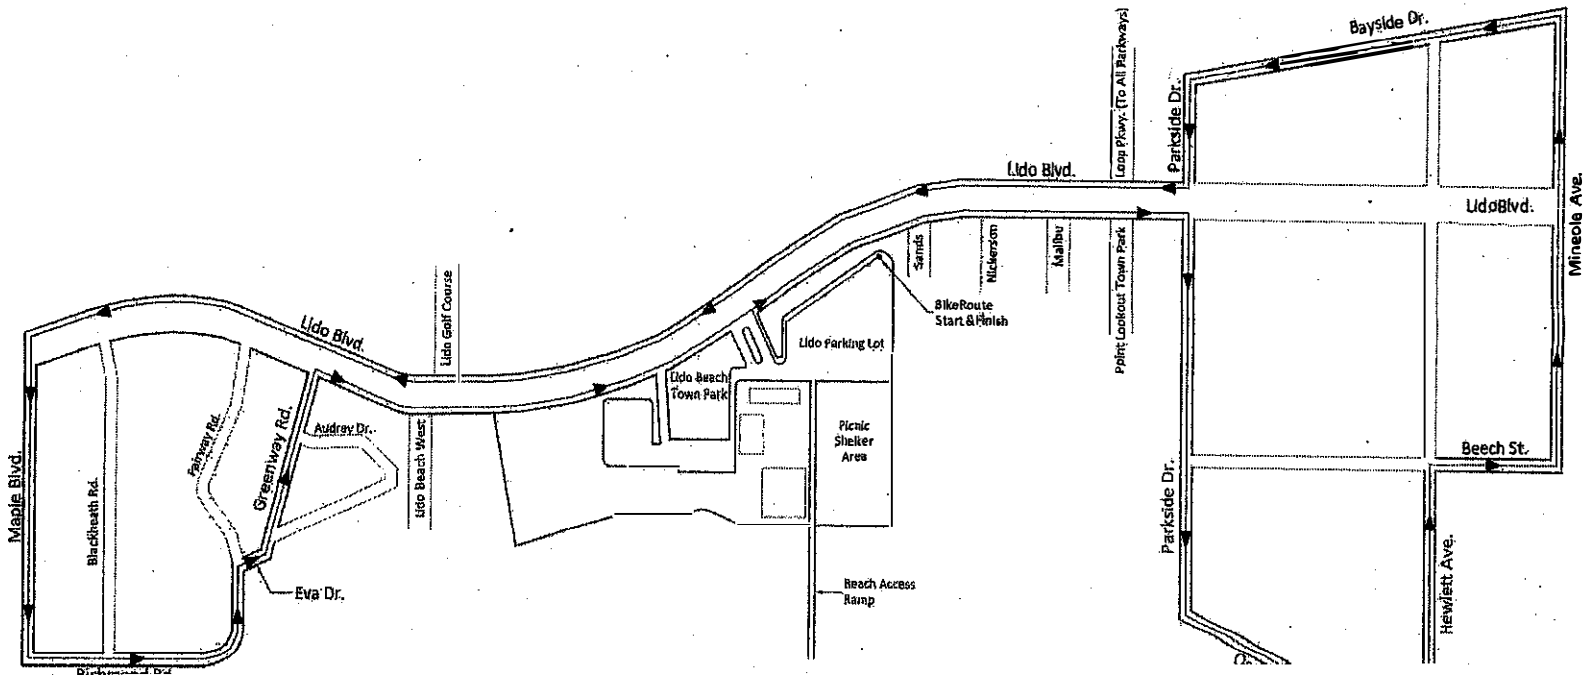 Bayside Dr.
Loop Pkwy. (To All Parkways)
Parkside Dr.
Lido Blvd.
Mineola Ave.
Lido Blvd.
Sands
Nickerson
Malibu
Point Lookout Town Park
Lido Golf Course
Bike Route
Start & Finish
Lido Blvd.
Lido Parking Lot
Lido Beach
Town Park
Fairway Rd.
Greenway Rd.
Audrey Dr.
Lido Beach West
Picnic
Shelter
Area
Beech St.
Maple Blvd.
Blackheath Rd.
Parkside Dr.
Hewlett Ave.
Eva Dr.
Beach Access
Ramp
Richmond Rd